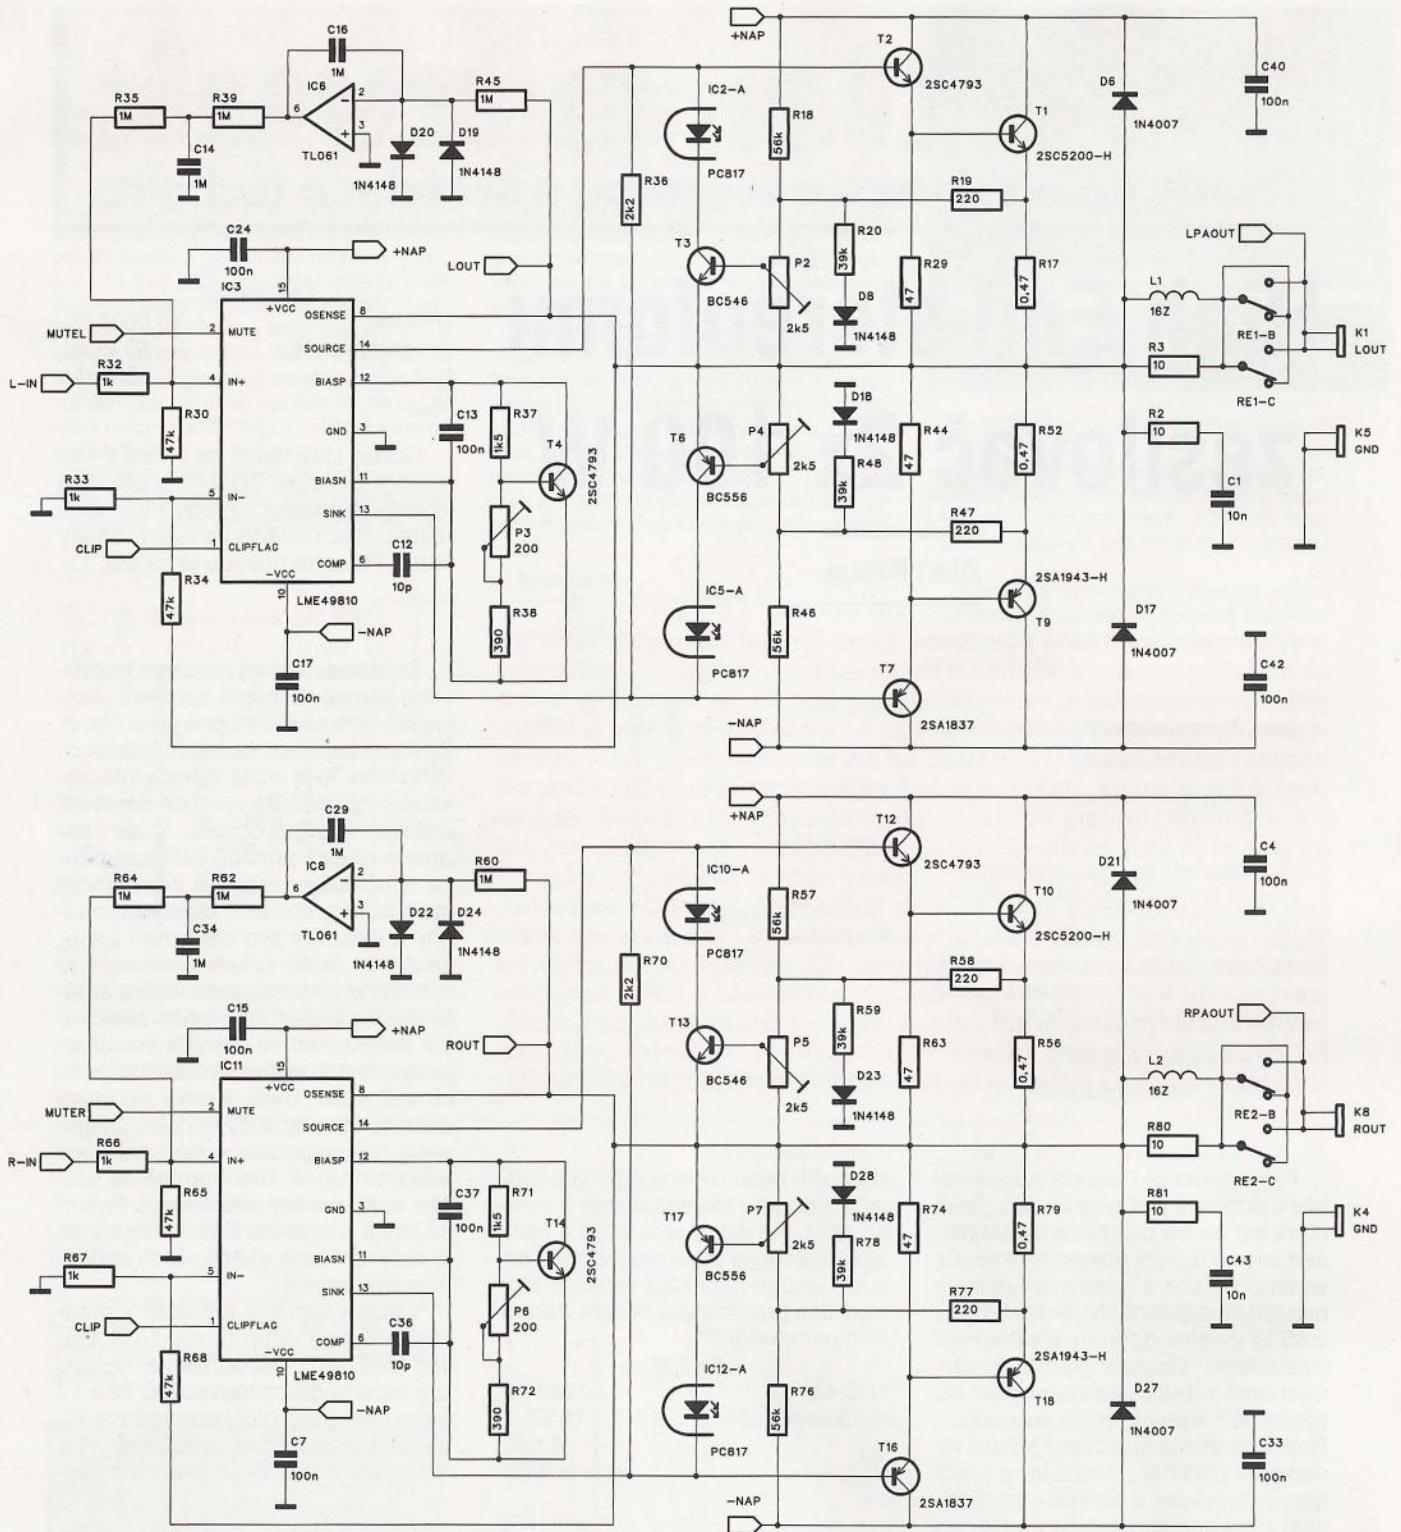 C16
1M
IC6
R35
1M
R39
1M
6
2
3
TL061
R45
1M
D20
D19
1N4148
1N4148
C14
1M
C24
100n
+NAP
LOUT
IC3
15
+VCC
MUTEL
2
MUTE
OSENSE
8
SOURCE
14
L-IN
R32
1k
4
IN+
BIASP
12
R30
47k
GND
3
R33
1k
5
IN-
BIASN
11
SINK
13
CLIP
1
CLIPFLAG
COMP
6
-VCC
10
LME49810
R34
47k
-NAP
C17
100n
C12
10p
C13
100n
R37
1k5
T4
2SC4793
P3
200
R38
390
R36
2k2
+NAP
T2
2SC4793
IC2-A
PC817
R18
56k
T1
2SC5200-H
D6
1N4007
C40
100n
R19
220
R20
39k
T3
BC546
P2
2k5
D8
1N4148
R29
47
R17
0,47
LPAOUT
L1
16Z
RE1-B
R3
10
RE1-C
K1
LOUT
D18
1N4148
T6
BC556
P4
2k5
R48
39k
R44
47
R52
0,47
R2
10
C1
10n
K5
GND
R47
220
IC5-A
PC817
R46
56k
2SA1943-H
T9
D17
1N4007
T7
2SA1837
C42
100n
-NAP
C29
1M
IC8
R64
1M
R62
1M
6
2
3
TL061
R60
1M
D22
D24
1N4148
1N4148
C34
1M
C15
100n
+NAP
ROUT
IC11
15
+VCC
MUTER
2
MUTE
OSENSE
8
SOURCE
14
R-IN
R66
1k
4
IN+
BIASP
12
R65
47k
GND
3
R67
1k
5
IN-
BIASN
11
SINK
13
CLIP
1
CLIPFLAG
COMP
6
-VCC
10
LME49810
R68
47k
-NAP
C7
100n
C36
10p
C37
100n
R71
1k5
T14
2SC4793
P6
200
R72
390
R70
2k2
+NAP
T12
2SC4793
IC10-A
PC817
R57
56k
T10
2SC5200-H
D21
1N4007
C4
100n
R58
220
R59
39k
T13
BC546
P5
2k5
D23
1N4148
R63
47
R56
0,47
RPAOUT
L2
16Z
RE2-B
R80
10
RE2-C
K8
ROUT
D28
1N4148
T17
BC556
P7
2k5
R78
39k
R74
47
R79
0,47
R81
10
C43
10n
K4
GND
R77
220
IC12-A
PC817
R76
56k
2SA1943-H
T18
D27
1N4007
T16
2SA1837
C33
100n
-NAP